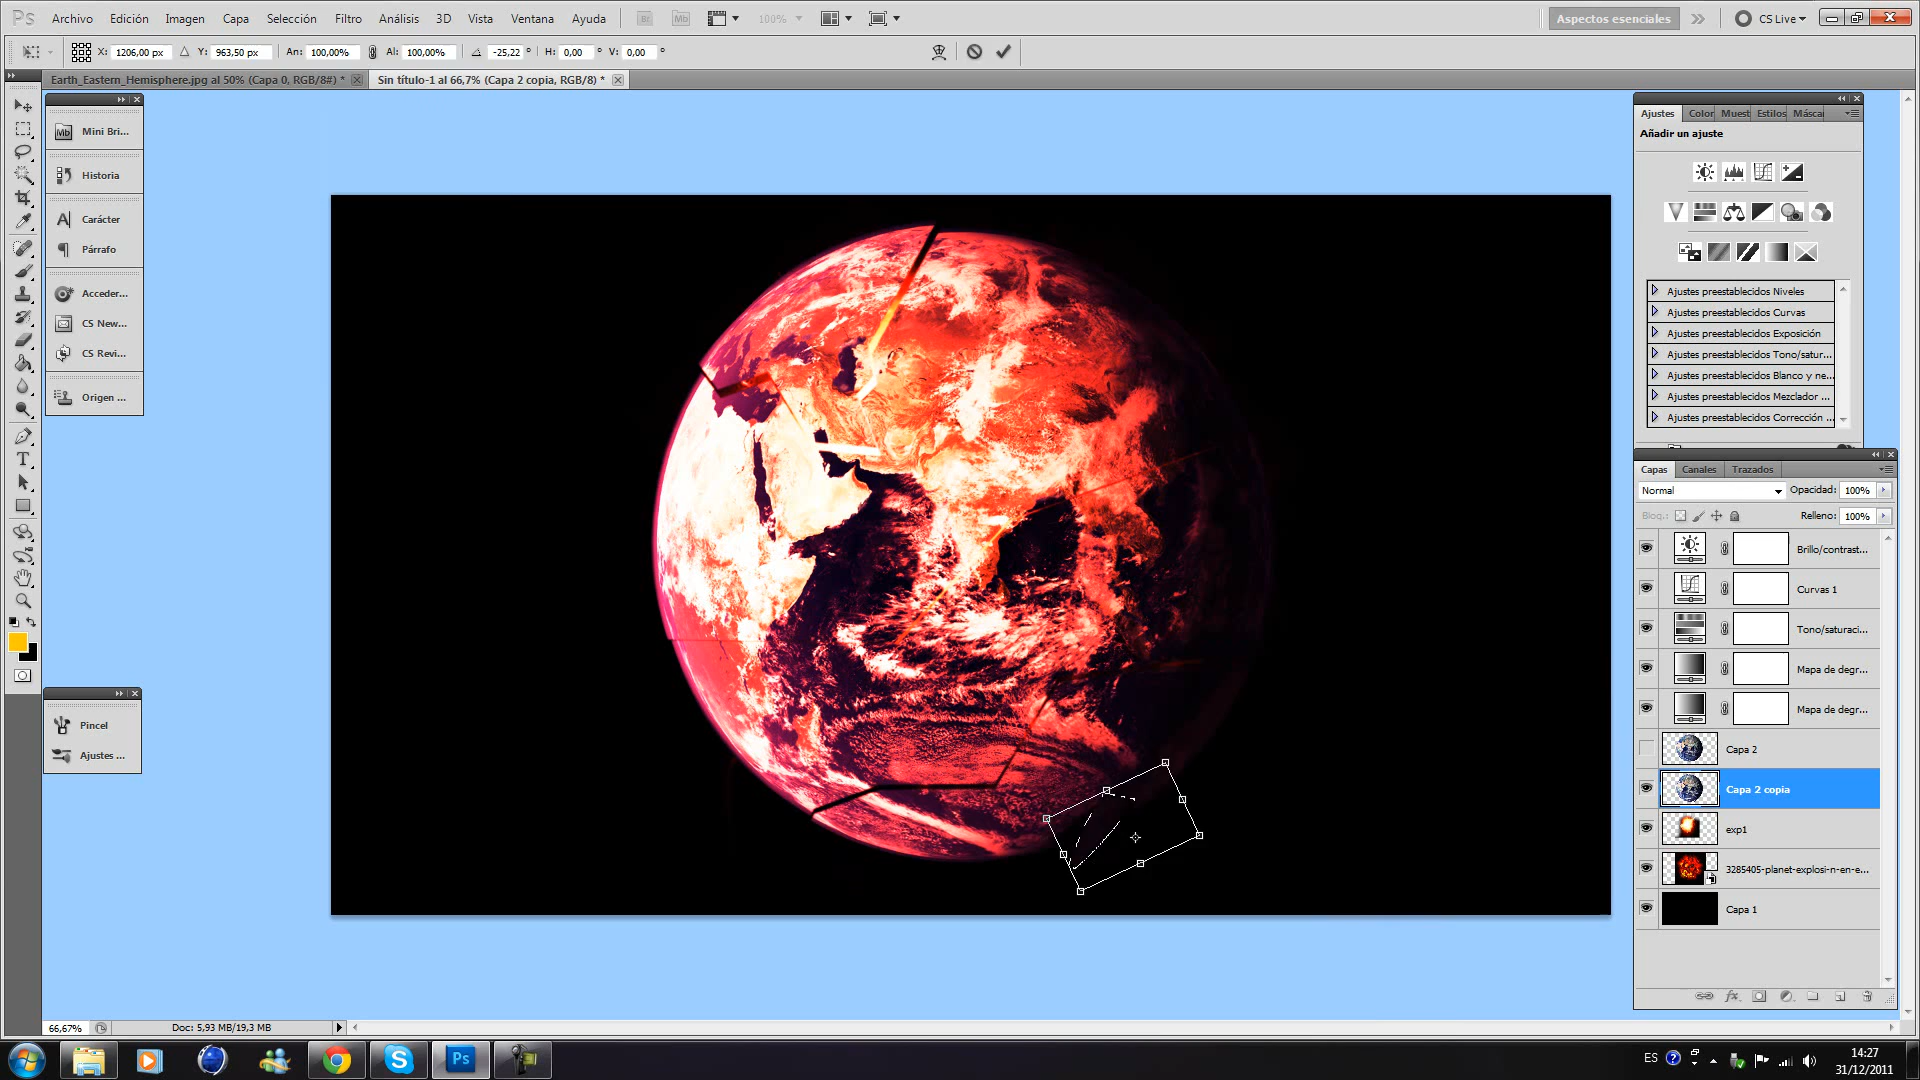 Ps Archivo Edición Imagen Capa Selección Filtro Análisis 3D Vista Ventana Ayuda Br Mb 100% Aspectos esenciales CS Live
X: 1206,00 px Y: 963,50 px An: 100,00% Al: 100,00% -25,22 ° H: 0,00 ° V: 0,00 °
Earth_Eastern_Hemisphere.jpg al 50% (Capa 0, RGB/8#) * Sin título-1 al 66,7% (Capa 2 copia, RGB/8) *
Mb Mini Bri...
Historia
Carácter
Párrafo
Acceder...
CS New...
CS Revi...
Origen ...
Pincel
Ajustes ...
Ajustes Color Muest Estilos Másca
Añadir un ajuste
Ajustes preestablecidos Niveles
Ajustes preestablecidos Curvas
Ajustes preestablecidos Exposición
Ajustes preestablecidos Tono/satur...
Ajustes preestablecidos Blanco y ne...
Ajustes preestablecidos Mezclador ...
Ajustes preestablecidos Corrección ...
Capas Canales Trazados
Normal Opacidad: 100%
Bloq.: Relleno: 100%
Brillo/contrast...
Curvas 1
Tono/saturaci...
Mapa de degr...
Mapa de degr...
Capa 2
Capa 2 copia
exp1
3285405-planet-explosi-n-en-e...
Capa 1
66,67% Doc: 5,93 MB/19,3 MB
Ps
ES 14:27
31/12/2011